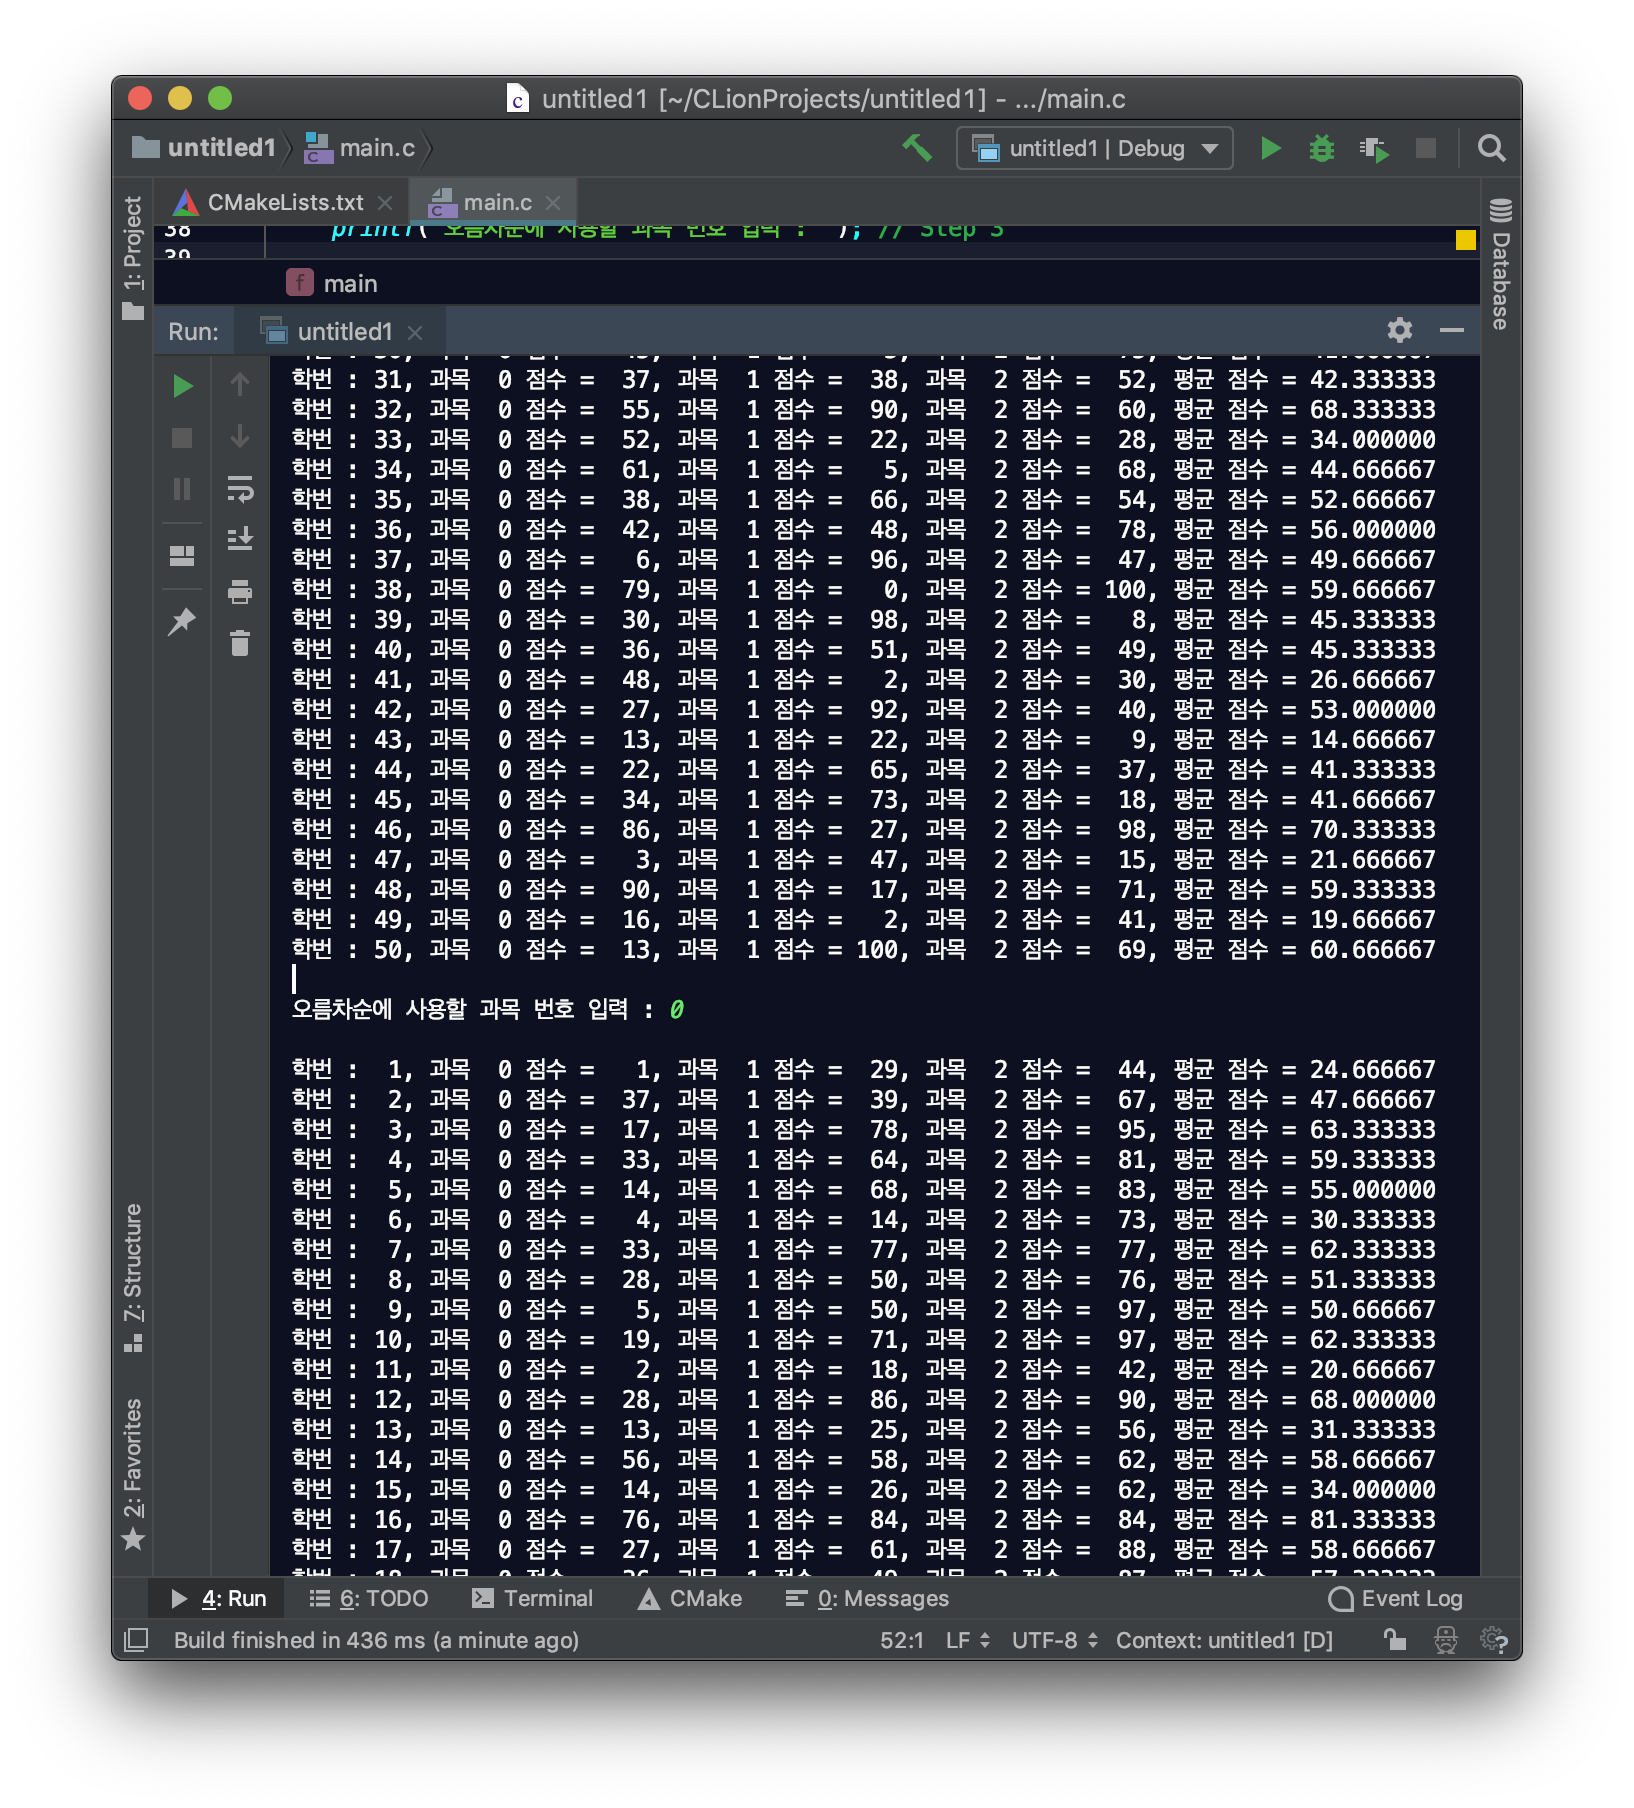 untitled1 [~/CLionProjects/untitled1] - .../main.c
untitled1 main.c untitled1 | Debug
CMakeLists.txt main.c
1: Project
Database
38 printf("오름차순에 사용할 과목 번호 입력 : "); // Step 3
39
f main
Run: untitled1
학번 : 31, 과목  0 점수 =  37, 과목  1 점수 =  38, 과목  2 점수 =  52, 평균 점수 = 42.333333
학번 : 32, 과목  0 점수 =  55, 과목  1 점수 =  90, 과목  2 점수 =  60, 평균 점수 = 68.333333
학번 : 33, 과목  0 점수 =  52, 과목  1 점수 =  22, 과목  2 점수 =  28, 평균 점수 = 34.000000
학번 : 34, 과목  0 점수 =  61, 과목  1 점수 =   5, 과목  2 점수 =  68, 평균 점수 = 44.666667
학번 : 35, 과목  0 점수 =  38, 과목  1 점수 =  66, 과목  2 점수 =  54, 평균 점수 = 52.666667
학번 : 36, 과목  0 점수 =  42, 과목  1 점수 =  48, 과목  2 점수 =  78, 평균 점수 = 56.000000
학번 : 37, 과목  0 점수 =   6, 과목  1 점수 =  96, 과목  2 점수 =  47, 평균 점수 = 49.666667
학번 : 38, 과목  0 점수 =  79, 과목  1 점수 =   0, 과목  2 점수 = 100, 평균 점수 = 59.666667
학번 : 39, 과목  0 점수 =  30, 과목  1 점수 =  98, 과목  2 점수 =   8, 평균 점수 = 45.333333
학번 : 40, 과목  0 점수 =  36, 과목  1 점수 =  51, 과목  2 점수 =  49, 평균 점수 = 45.333333
학번 : 41, 과목  0 점수 =  48, 과목  1 점수 =   2, 과목  2 점수 =  30, 평균 점수 = 26.666667
학번 : 42, 과목  0 점수 =  27, 과목  1 점수 =  92, 과목  2 점수 =  40, 평균 점수 = 53.000000
학번 : 43, 과목  0 점수 =  13, 과목  1 점수 =  22, 과목  2 점수 =   9, 평균 점수 = 14.666667
학번 : 44, 과목  0 점수 =  22, 과목  1 점수 =  65, 과목  2 점수 =  37, 평균 점수 = 41.333333
학번 : 45, 과목  0 점수 =  34, 과목  1 점수 =  73, 과목  2 점수 =  18, 평균 점수 = 41.666667
학번 : 46, 과목  0 점수 =  86, 과목  1 점수 =  27, 과목  2 점수 =  98, 평균 점수 = 70.333333
학번 : 47, 과목  0 점수 =   3, 과목  1 점수 =  47, 과목  2 점수 =  15, 평균 점수 = 21.666667
학번 : 48, 과목  0 점수 =  90, 과목  1 점수 =  17, 과목  2 점수 =  71, 평균 점수 = 59.333333
학번 : 49, 과목  0 점수 =  16, 과목  1 점수 =   2, 과목  2 점수 =  41, 평균 점수 = 19.666667
학번 : 50, 과목  0 점수 =  13, 과목  1 점수 = 100, 과목  2 점수 =  69, 평균 점수 = 60.666667
오름차순에 사용할 과목 번호 입력 : 0
학번 :  1, 과목  0 점수 =   1, 과목  1 점수 =  29, 과목  2 점수 =  44, 평균 점수 = 24.666667
학번 :  2, 과목  0 점수 =  37, 과목  1 점수 =  39, 과목  2 점수 =  67, 평균 점수 = 47.666667
학번 :  3, 과목  0 점수 =  17, 과목  1 점수 =  78, 과목  2 점수 =  95, 평균 점수 = 63.333333
학번 :  4, 과목  0 점수 =  33, 과목  1 점수 =  64, 과목  2 점수 =  81, 평균 점수 = 59.333333
학번 :  5, 과목  0 점수 =  14, 과목  1 점수 =  68, 과목  2 점수 =  83, 평균 점수 = 55.000000
학번 :  6, 과목  0 점수 =   4, 과목  1 점수 =  14, 과목  2 점수 =  73, 평균 점수 = 30.333333
학번 :  7, 과목  0 점수 =  33, 과목  1 점수 =  77, 과목  2 점수 =  77, 평균 점수 = 62.333333
학번 :  8, 과목  0 점수 =  28, 과목  1 점수 =  50, 과목  2 점수 =  76, 평균 점수 = 51.333333
학번 :  9, 과목  0 점수 =   5, 과목  1 점수 =  50, 과목  2 점수 =  97, 평균 점수 = 50.666667
학번 : 10, 과목  0 점수 =  19, 과목  1 점수 =  71, 과목  2 점수 =  97, 평균 점수 = 62.333333
학번 : 11, 과목  0 점수 =   2, 과목  1 점수 =  18, 과목  2 점수 =  42, 평균 점수 = 20.666667
학번 : 12, 과목  0 점수 =  28, 과목  1 점수 =  86, 과목  2 점수 =  90, 평균 점수 = 68.000000
학번 : 13, 과목  0 점수 =  13, 과목  1 점수 =  25, 과목  2 점수 =  56, 평균 점수 = 31.333333
학번 : 14, 과목  0 점수 =  56, 과목  1 점수 =  58, 과목  2 점수 =  62, 평균 점수 = 58.666667
학번 : 15, 과목  0 점수 =  14, 과목  1 점수 =  26, 과목  2 점수 =  62, 평균 점수 = 34.000000
학번 : 16, 과목  0 점수 =  76, 과목  1 점수 =  84, 과목  2 점수 =  84, 평균 점수 = 81.333333
학번 : 17, 과목  0 점수 =  27, 과목  1 점수 =  61, 과목  2 점수 =  88, 평균 점수 = 58.666667
7: Structure
2: Favorites
4: Run 6: TODO Terminal CMake 0: Messages Event Log
Build finished in 436 ms (a minute ago) 52:1 LF UTF-8 Context: untitled1 [D]